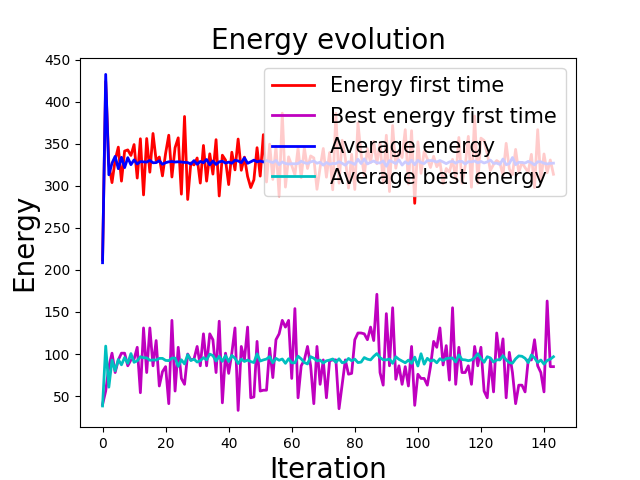 Energy evolution
Energy first time
Best energy first time
Average energy
Average best energy
Energy
450
400
350
300
250
200
150
100
50
0 20 40 60 80 100 120 140
Iteration